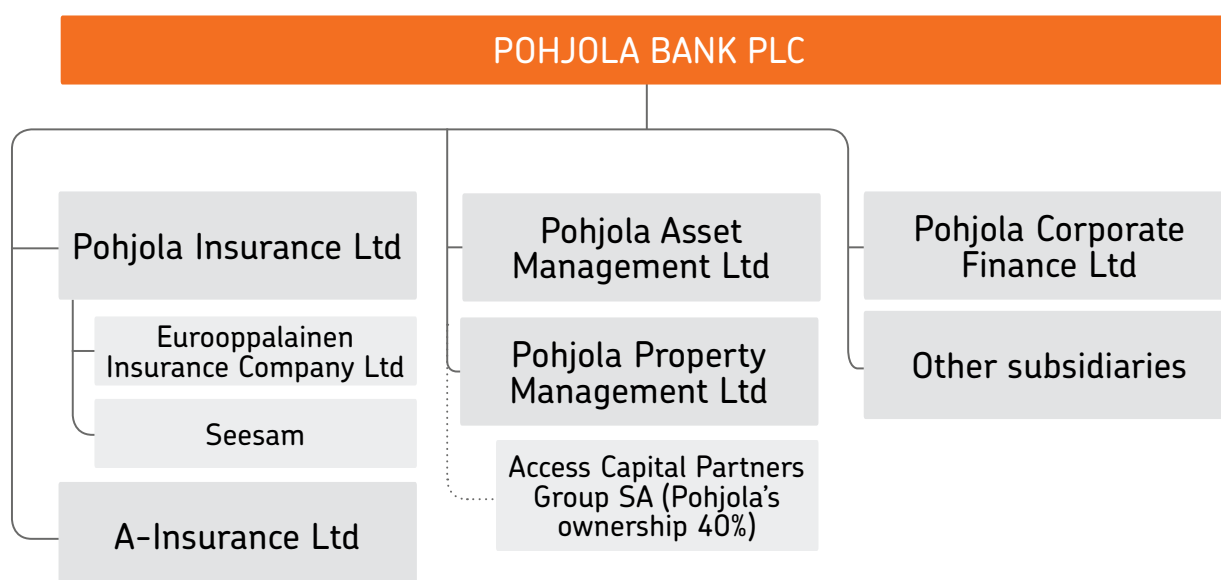 POHJOLA BANK PLC
Pohjola Insurance Ltd
Eurooppalainen
Insurance Company Ltd
Seesam
A-Insurance Ltd
Pohjola Asset
Management Ltd
Pohjola Property
Management Ltd
Access Capital Partners
Group SA (Pohjola’s
ownership 40%)
Pohjola Corporate
Finance Ltd
Other subsidiaries